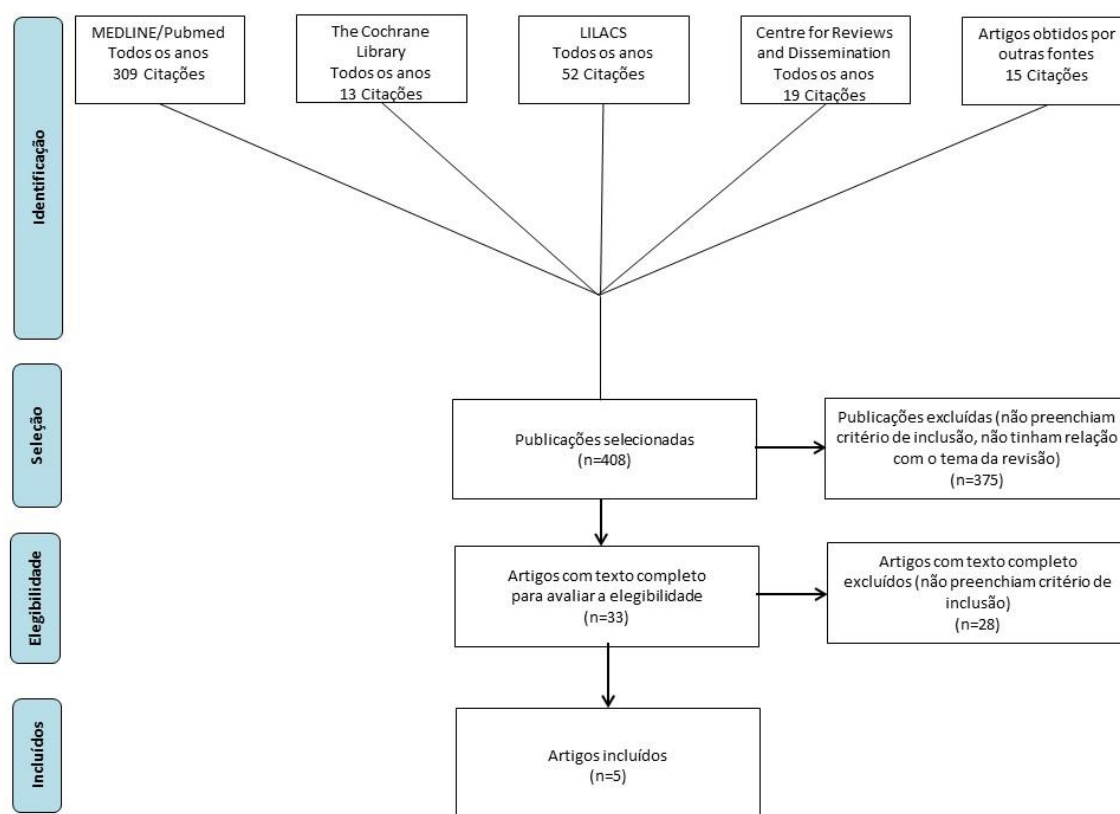 Identificação
MEDLINE/Pubmed
Todos os anos
309 Citações
The Cochrane
Library
Todos os anos
13 Citações
LILACS
Todos os anos
52 Citações
Centre for Reviews
and Dissemination
Todos os anos
19 Citações
Artigos obtidos por
outras fontes
15 Citações
Seleção
Publicações selecionadas
(n=408)
Publicações excluídas (não preenchiam
critério de inclusão, não tinham relação
com o tema da revisão)
(n=375)
Elegibilidade
Artigos com texto completo
para avaliar a elegibilidade
(n=33)
Artigos com texto completo
excluídos (não preenchiam critério de
inclusão)
(n=28)
Incluídos
Artigos incluídos
(n=5)